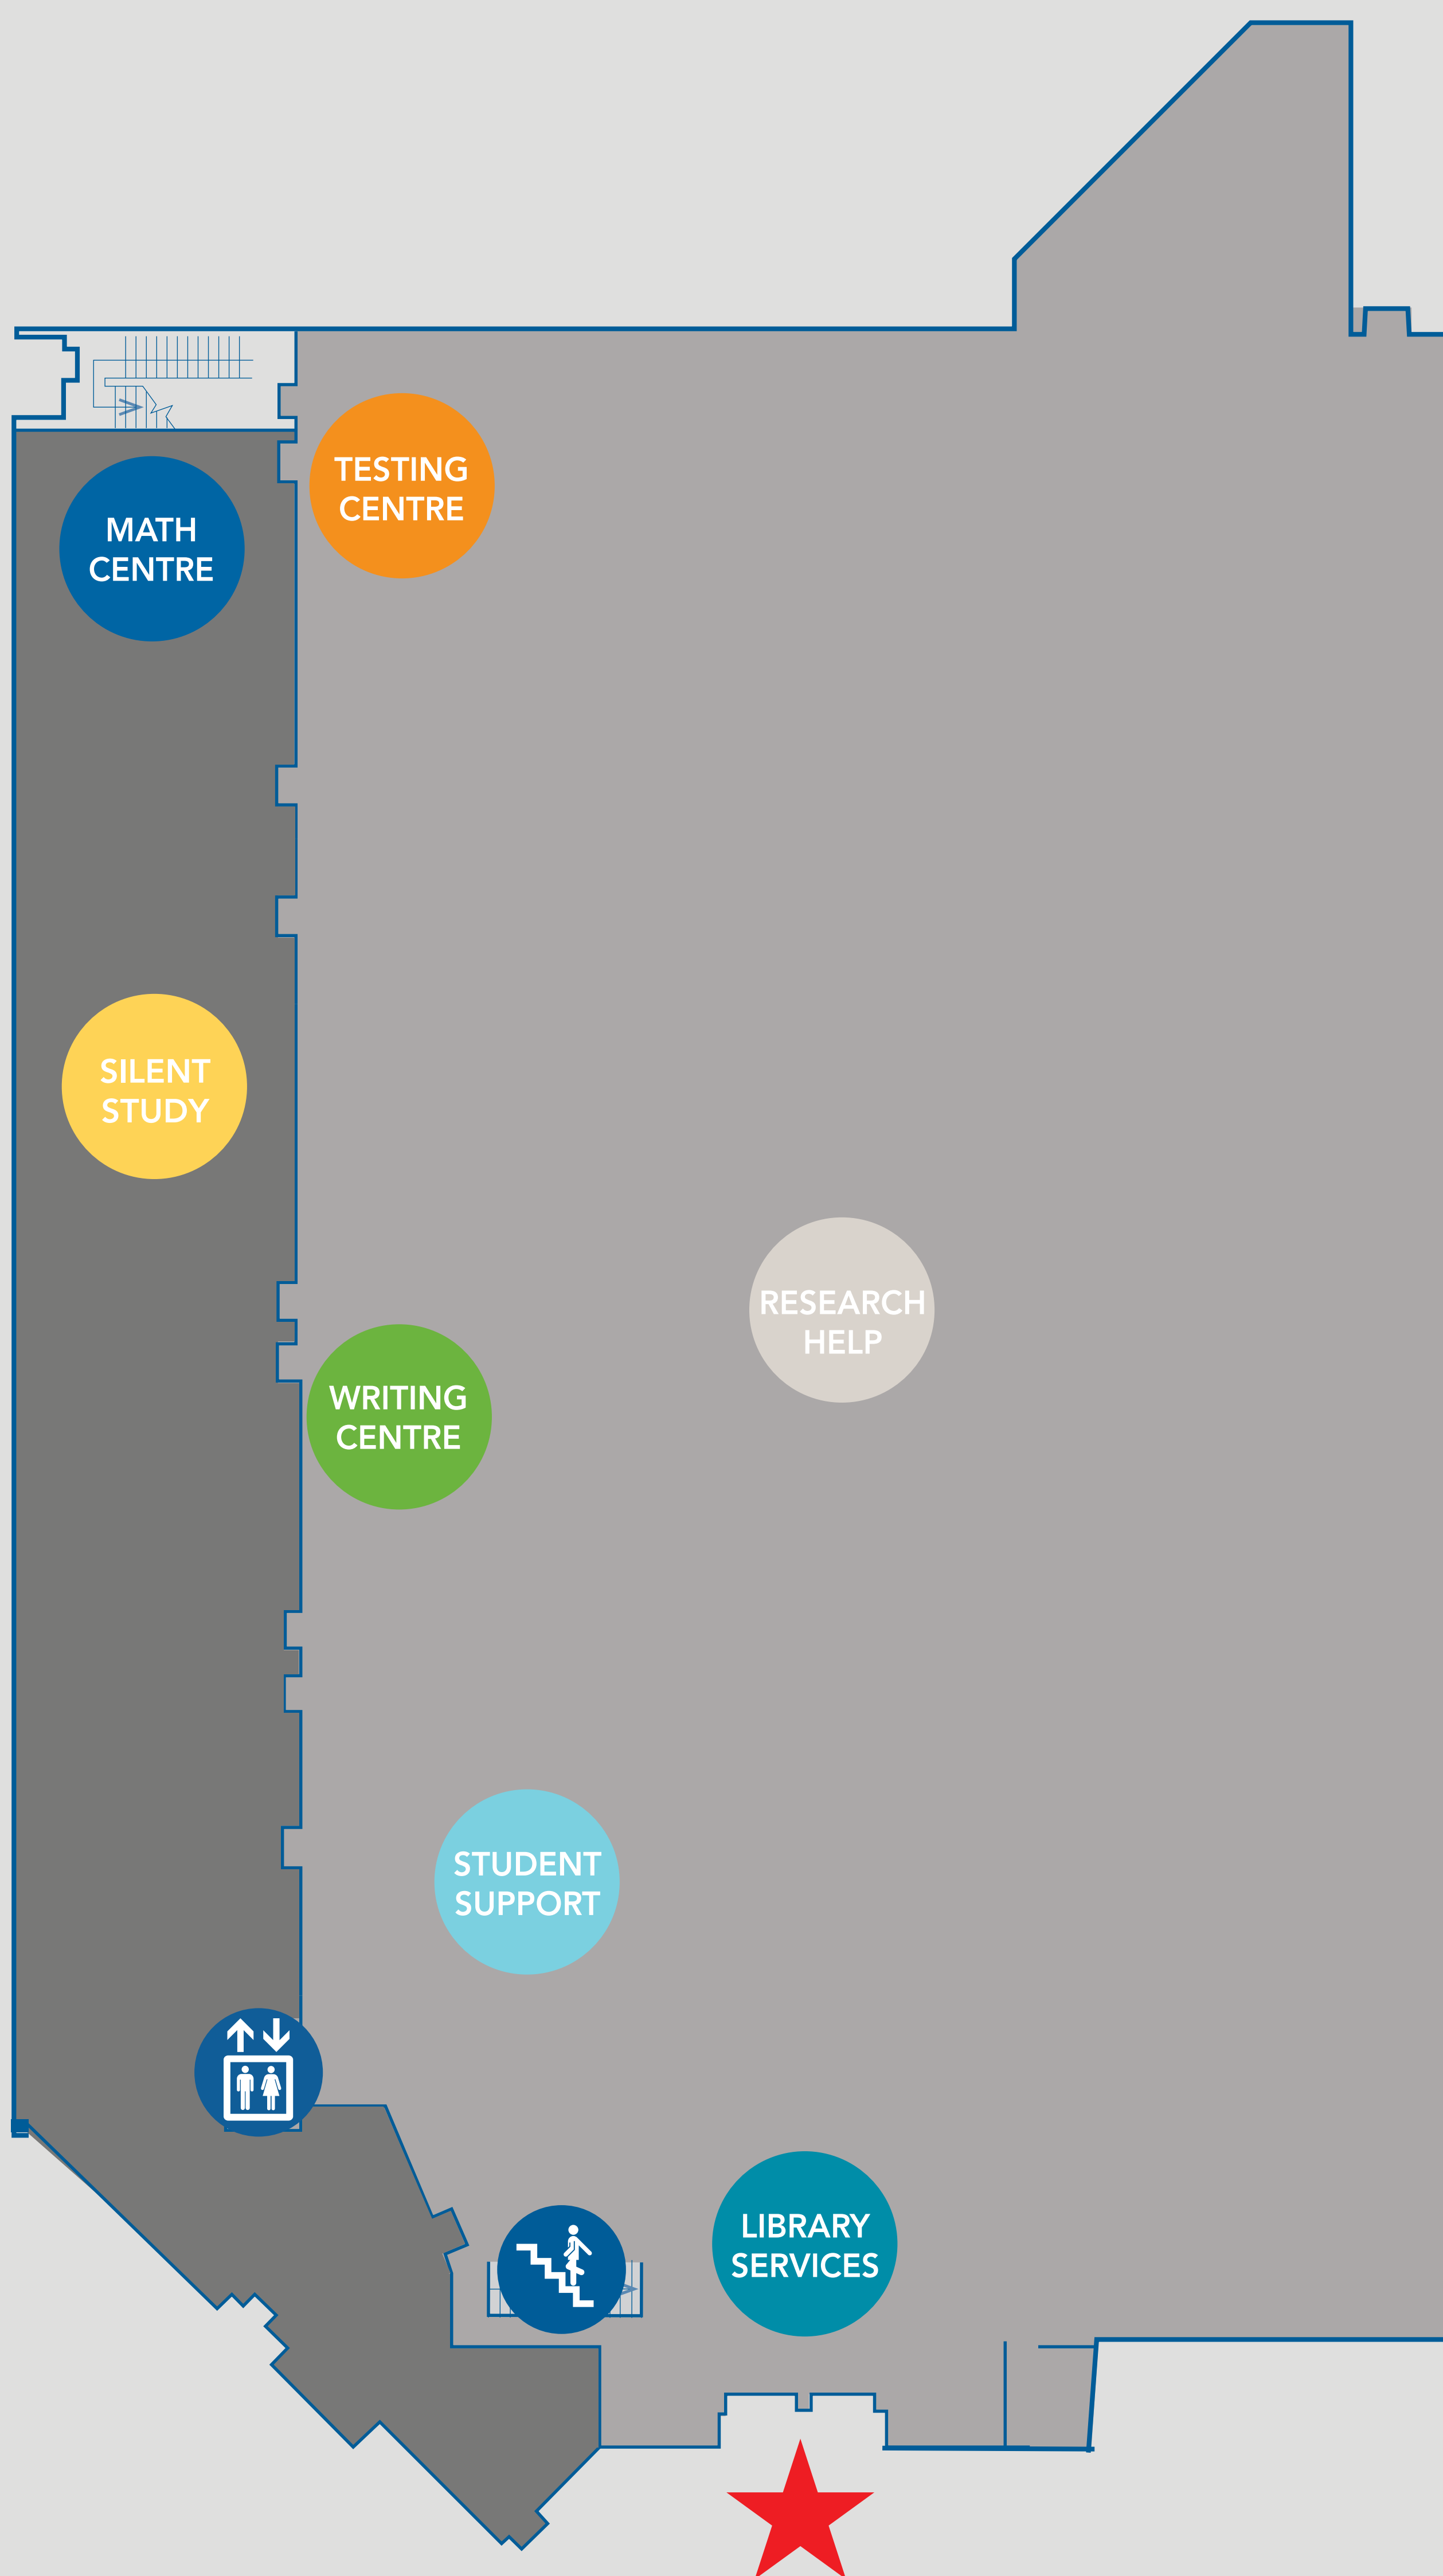 TESTING
CENTRE
MATH
CENTRE
SILENT
STUDY
RESEARCH
HELP
WRITING
CENTRE
STUDENT
SUPPORT
LIBRARY
SERVICES